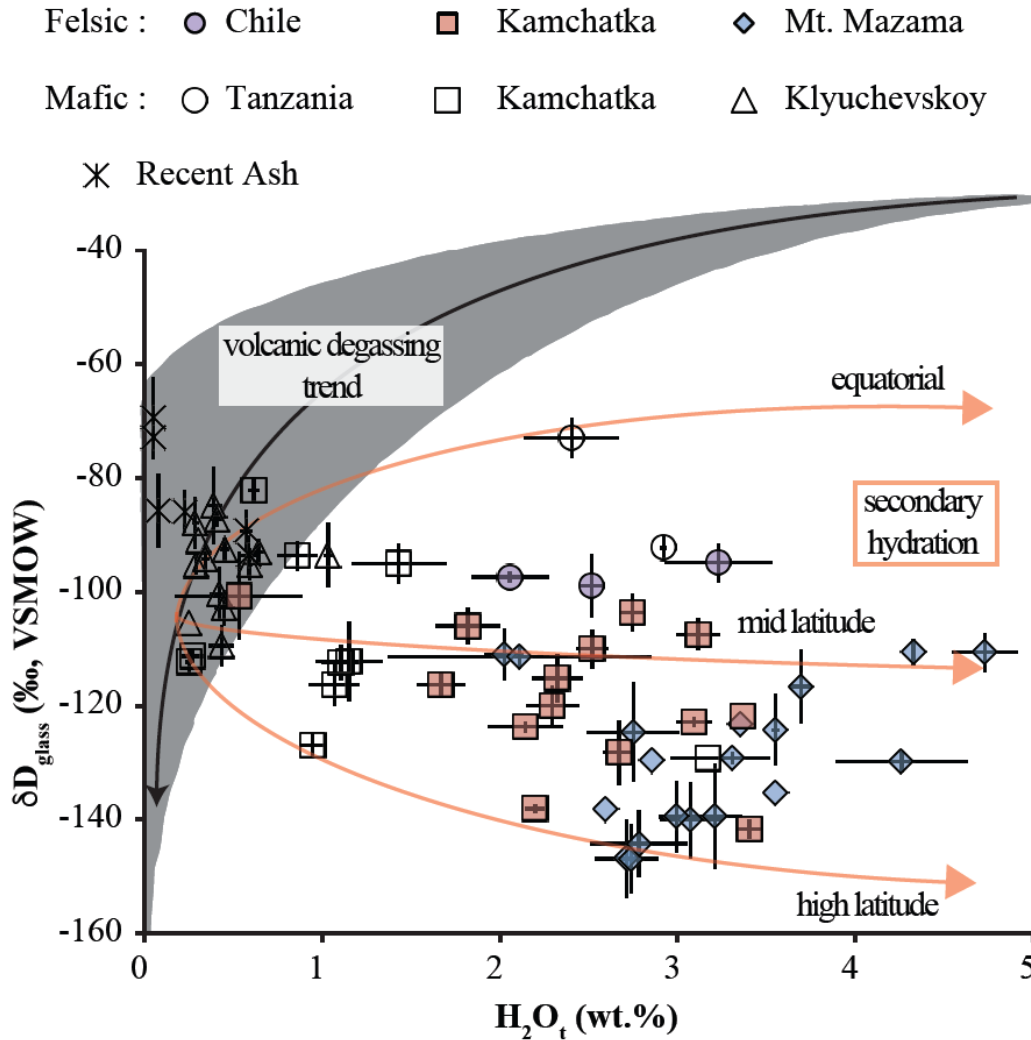 Felsic : Chile Kamchatka Mt. Mazama
Mafic : Tanzania Kamchatka Klyuchevskoy
Recent Ash
-40
volcanic degassing
trend
-60
equatorial
-80
secondary
hydration
-100
mid latitude
-120
-140
high latitude
-160
δD_glass (‰, VSMOW)
0 1 2 3 4 5
H₂Oₜ (wt.%)